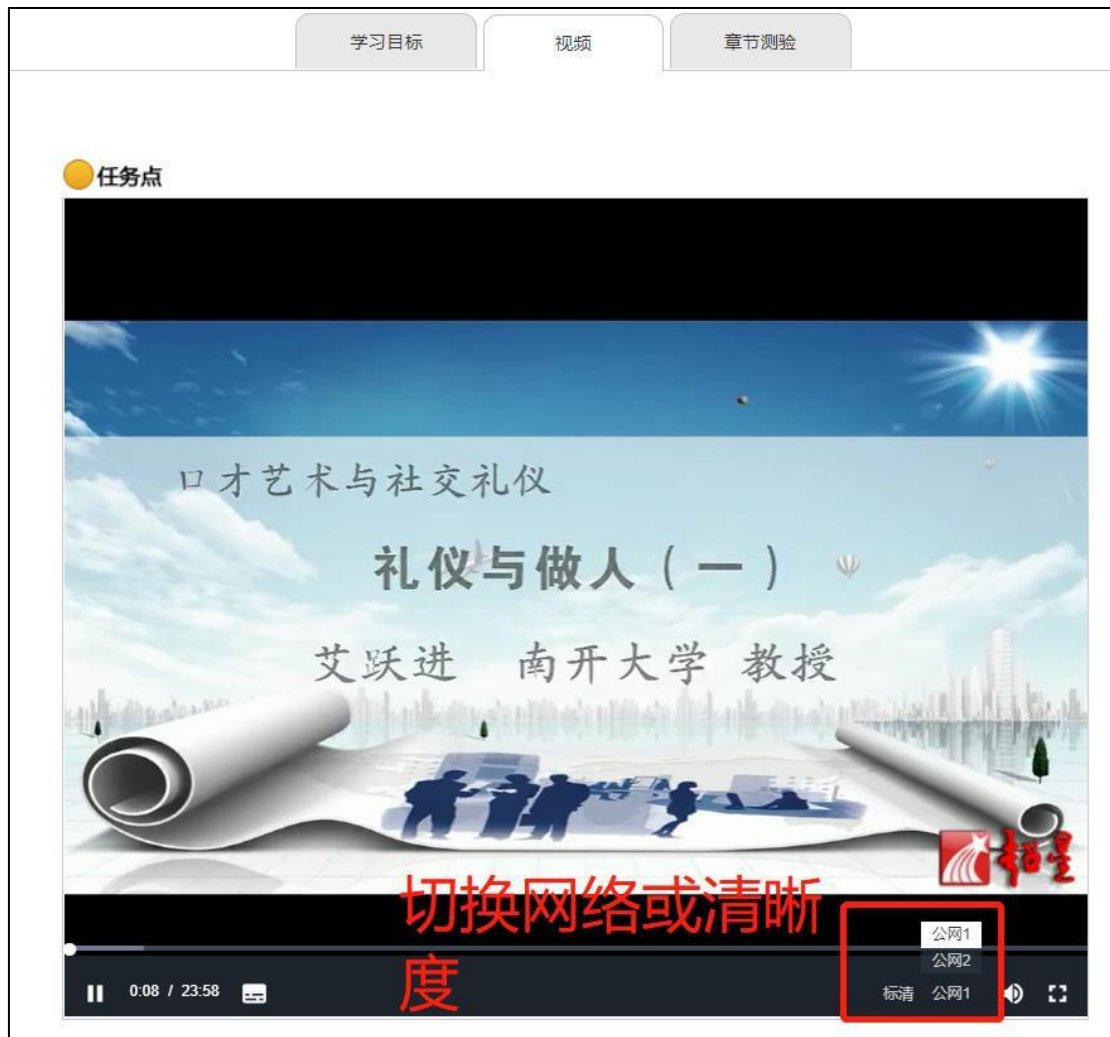 学习目标 视频 章节测验
任务点
口才艺术与社交礼仪
礼仪与做人（一）
艾跃进 南开大学 教授
超星
切换网络或清晰
度
公网1
公网2
0:08 / 23:58 标清 公网1